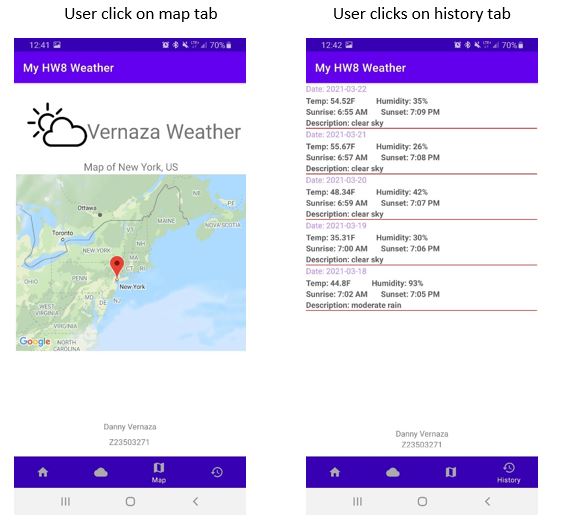 User click on map tab
12:41 70%
My HW8 Weather
Vernaza Weather
Map of New York, US
Ottawa
Toronto
MAINE
PE
NB
NOVA SCOTIA
VT
NH
NEW YORK
MA
CT RI
PENN
New York
OHIO
MD
DE
NJ
WEST VIRGINIA
VIRGINIA
Google
NORTH CAROLINA
Danny Vernaza
Z23503271
Map
User clicks on history tab
12:42 70%
My HW8 Weather
Date: 2021-03-22
Temp: 54.52F Humidity: 35%
Sunrise: 6:55 AM Sunset: 7:09 PM
Description: clear sky
Date: 2021-03-21
Temp: 55.67F Humidity: 26%
Sunrise: 6:57 AM Sunset: 7:08 PM
Description: clear sky
Date: 2021-03-20
Temp: 48.34F Humidity: 42%
Sunrise: 6:59 AM Sunset: 7:07 PM
Description: clear sky
Date: 2021-03-19
Temp: 35.31F Humidity: 30%
Sunrise: 7:00 AM Sunset: 7:06 PM
Description: clear sky
Date: 2021-03-18
Temp: 44.8F Humidity: 93%
Sunrise: 7:02 AM Sunset: 7:05 PM
Description: moderate rain
Danny Vernaza
Z23503271
History